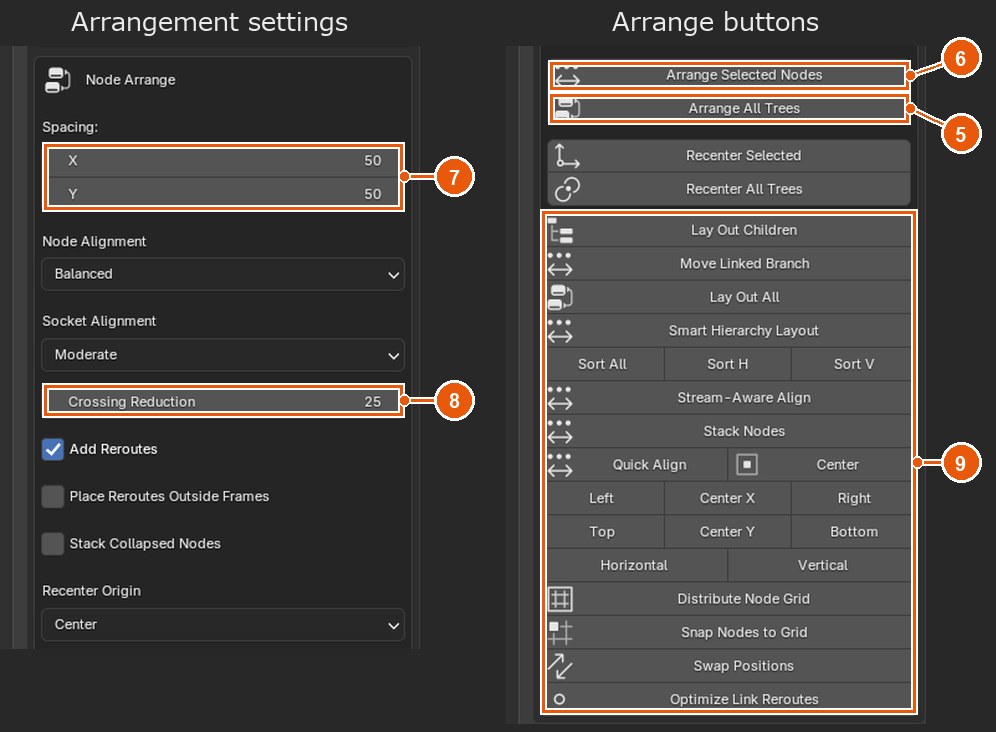 Arrangement settings
Node Arrange
Spacing:
X 50
Y 50
7
Node Alignment
Balanced
Socket Alignment
Moderate
Crossing Reduction 25
8
Add Reroutes
Place Reroutes Outside Frames
Stack Collapsed Nodes
Recenter Origin
Center
Arrange buttons
6
Arrange Selected Nodes
Arrange All Trees
5
Recenter Selected
Recenter All Trees
Lay Out Children
Move Linked Branch
Lay Out All
Smart Hierarchy Layout
Sort All Sort H Sort V
Stream-Aware Align
Stack Nodes
Quick Align Center
9
Left Center X Right
Top Center Y Bottom
Horizontal Vertical
Distribute Node Grid
Snap Nodes to Grid
Swap Positions
Optimize Link Reroutes